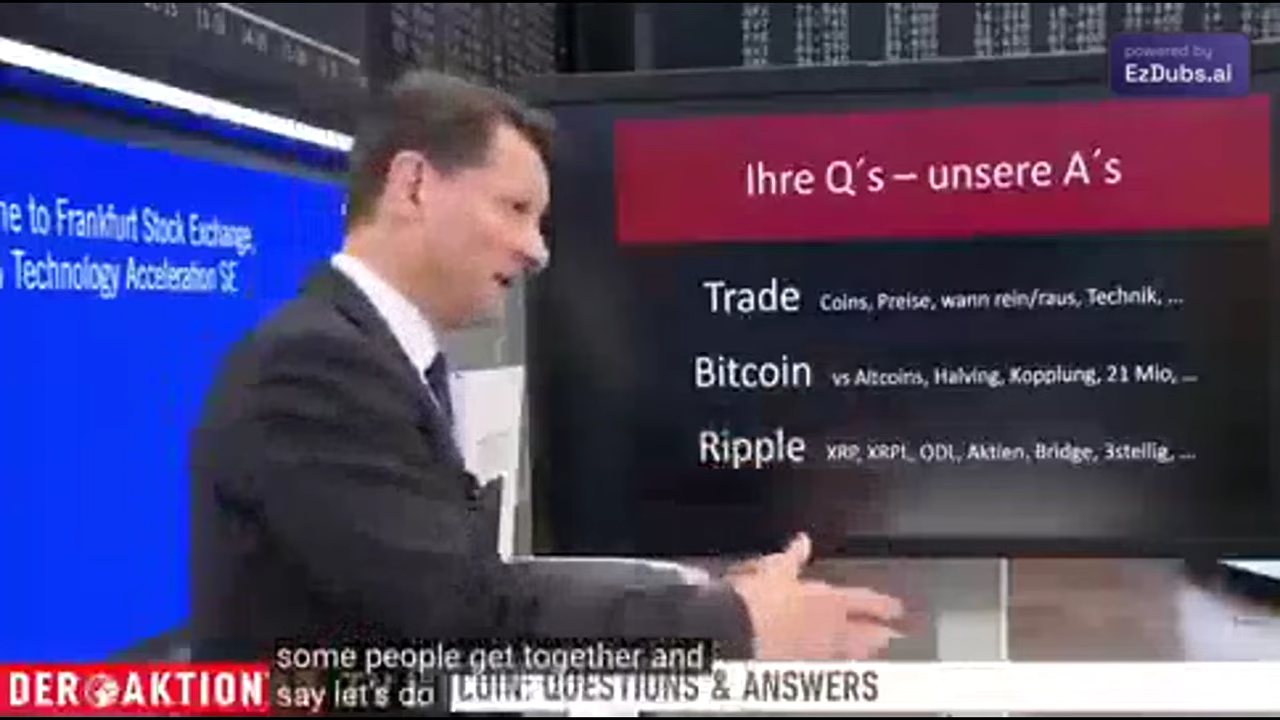 powered by
EzDubs.ai
Ihre Q´s – unsere A´s
to Frankfurt Stock Exchange,
Technology Acceleration SE
Trade Coins, Preise, wann rein/raus, Technik, ...
Bitcoin vs Altcoins, Halving, Kopplung, 21 Mio, ...
Ripple XRP, XRPL, ODL, Aktien, Bridge, 3stellig, ...
some people get together and
say let's do
DER AKTION
QUESTIONS & ANSWERS